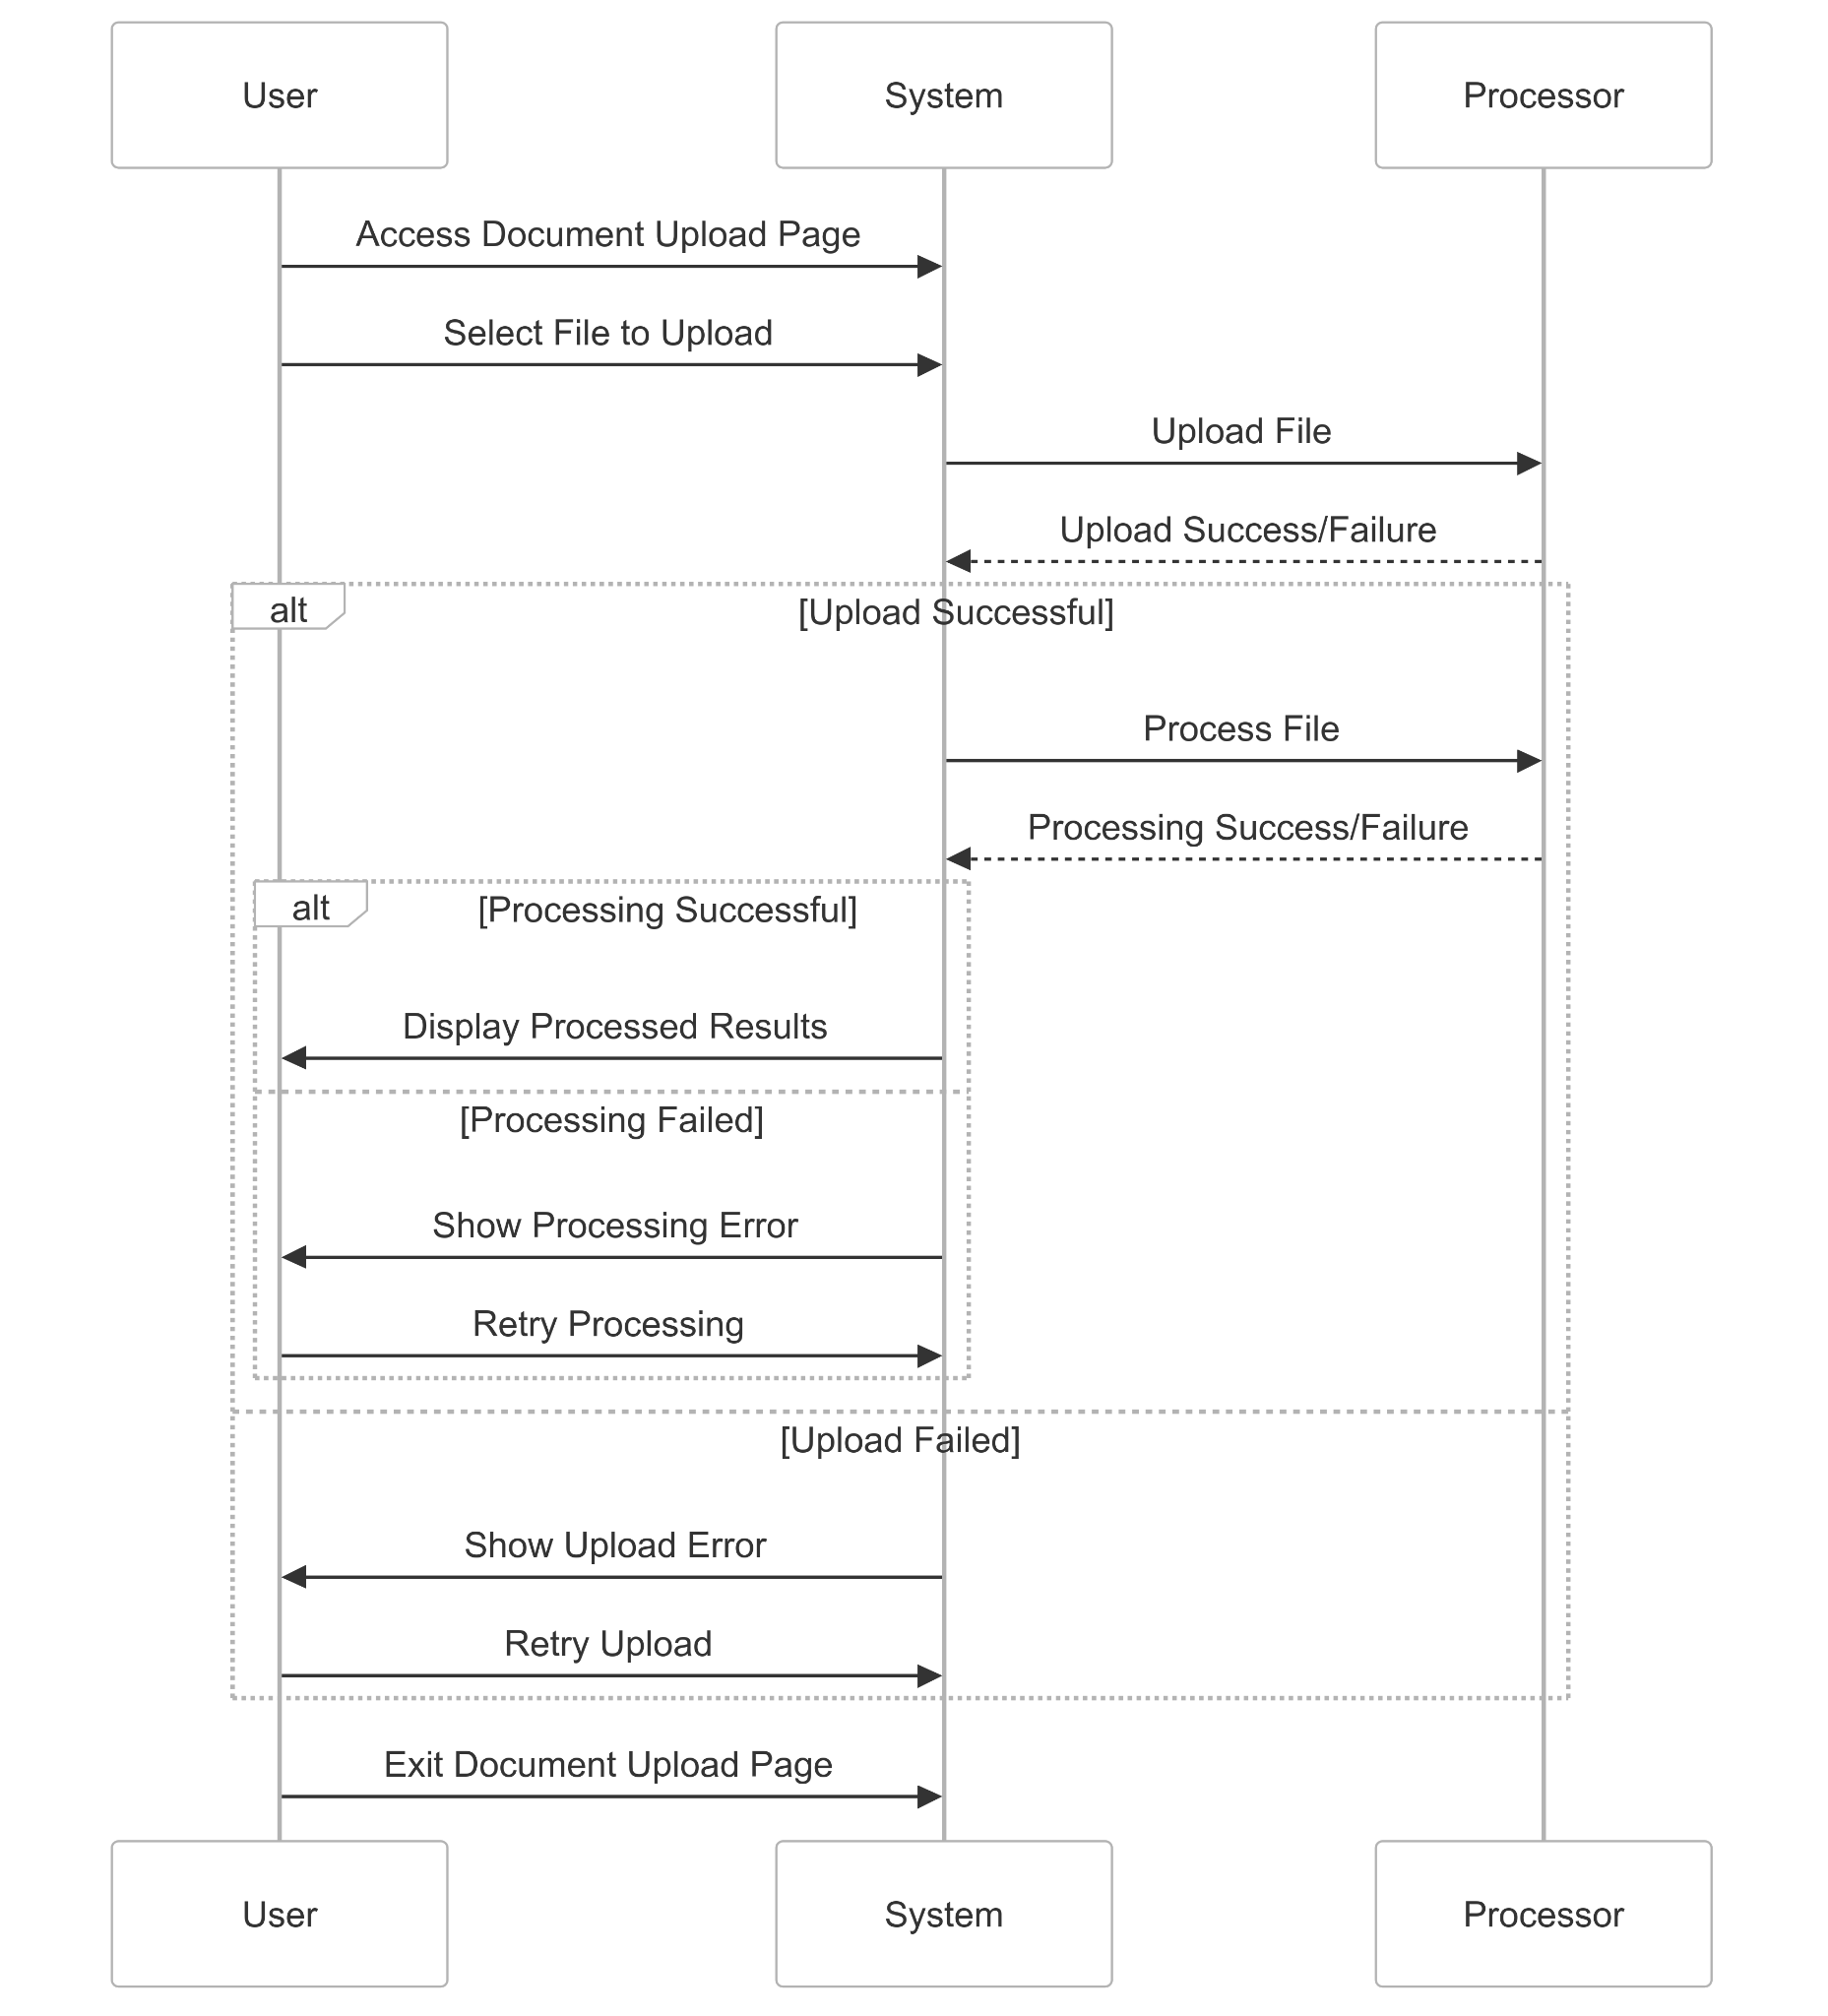 User
System
Processor
Access Document Upload Page
Select File to Upload
Upload File
Upload Success/Failure
alt
[Upload Successful]
Process File
Processing Success/Failure
alt
[Processing Successful]
Display Processed Results
[Processing Failed]
Show Processing Error
Retry Processing
[Upload Failed]
Show Upload Error
Retry Upload
Exit Document Upload Page
User
System
Processor